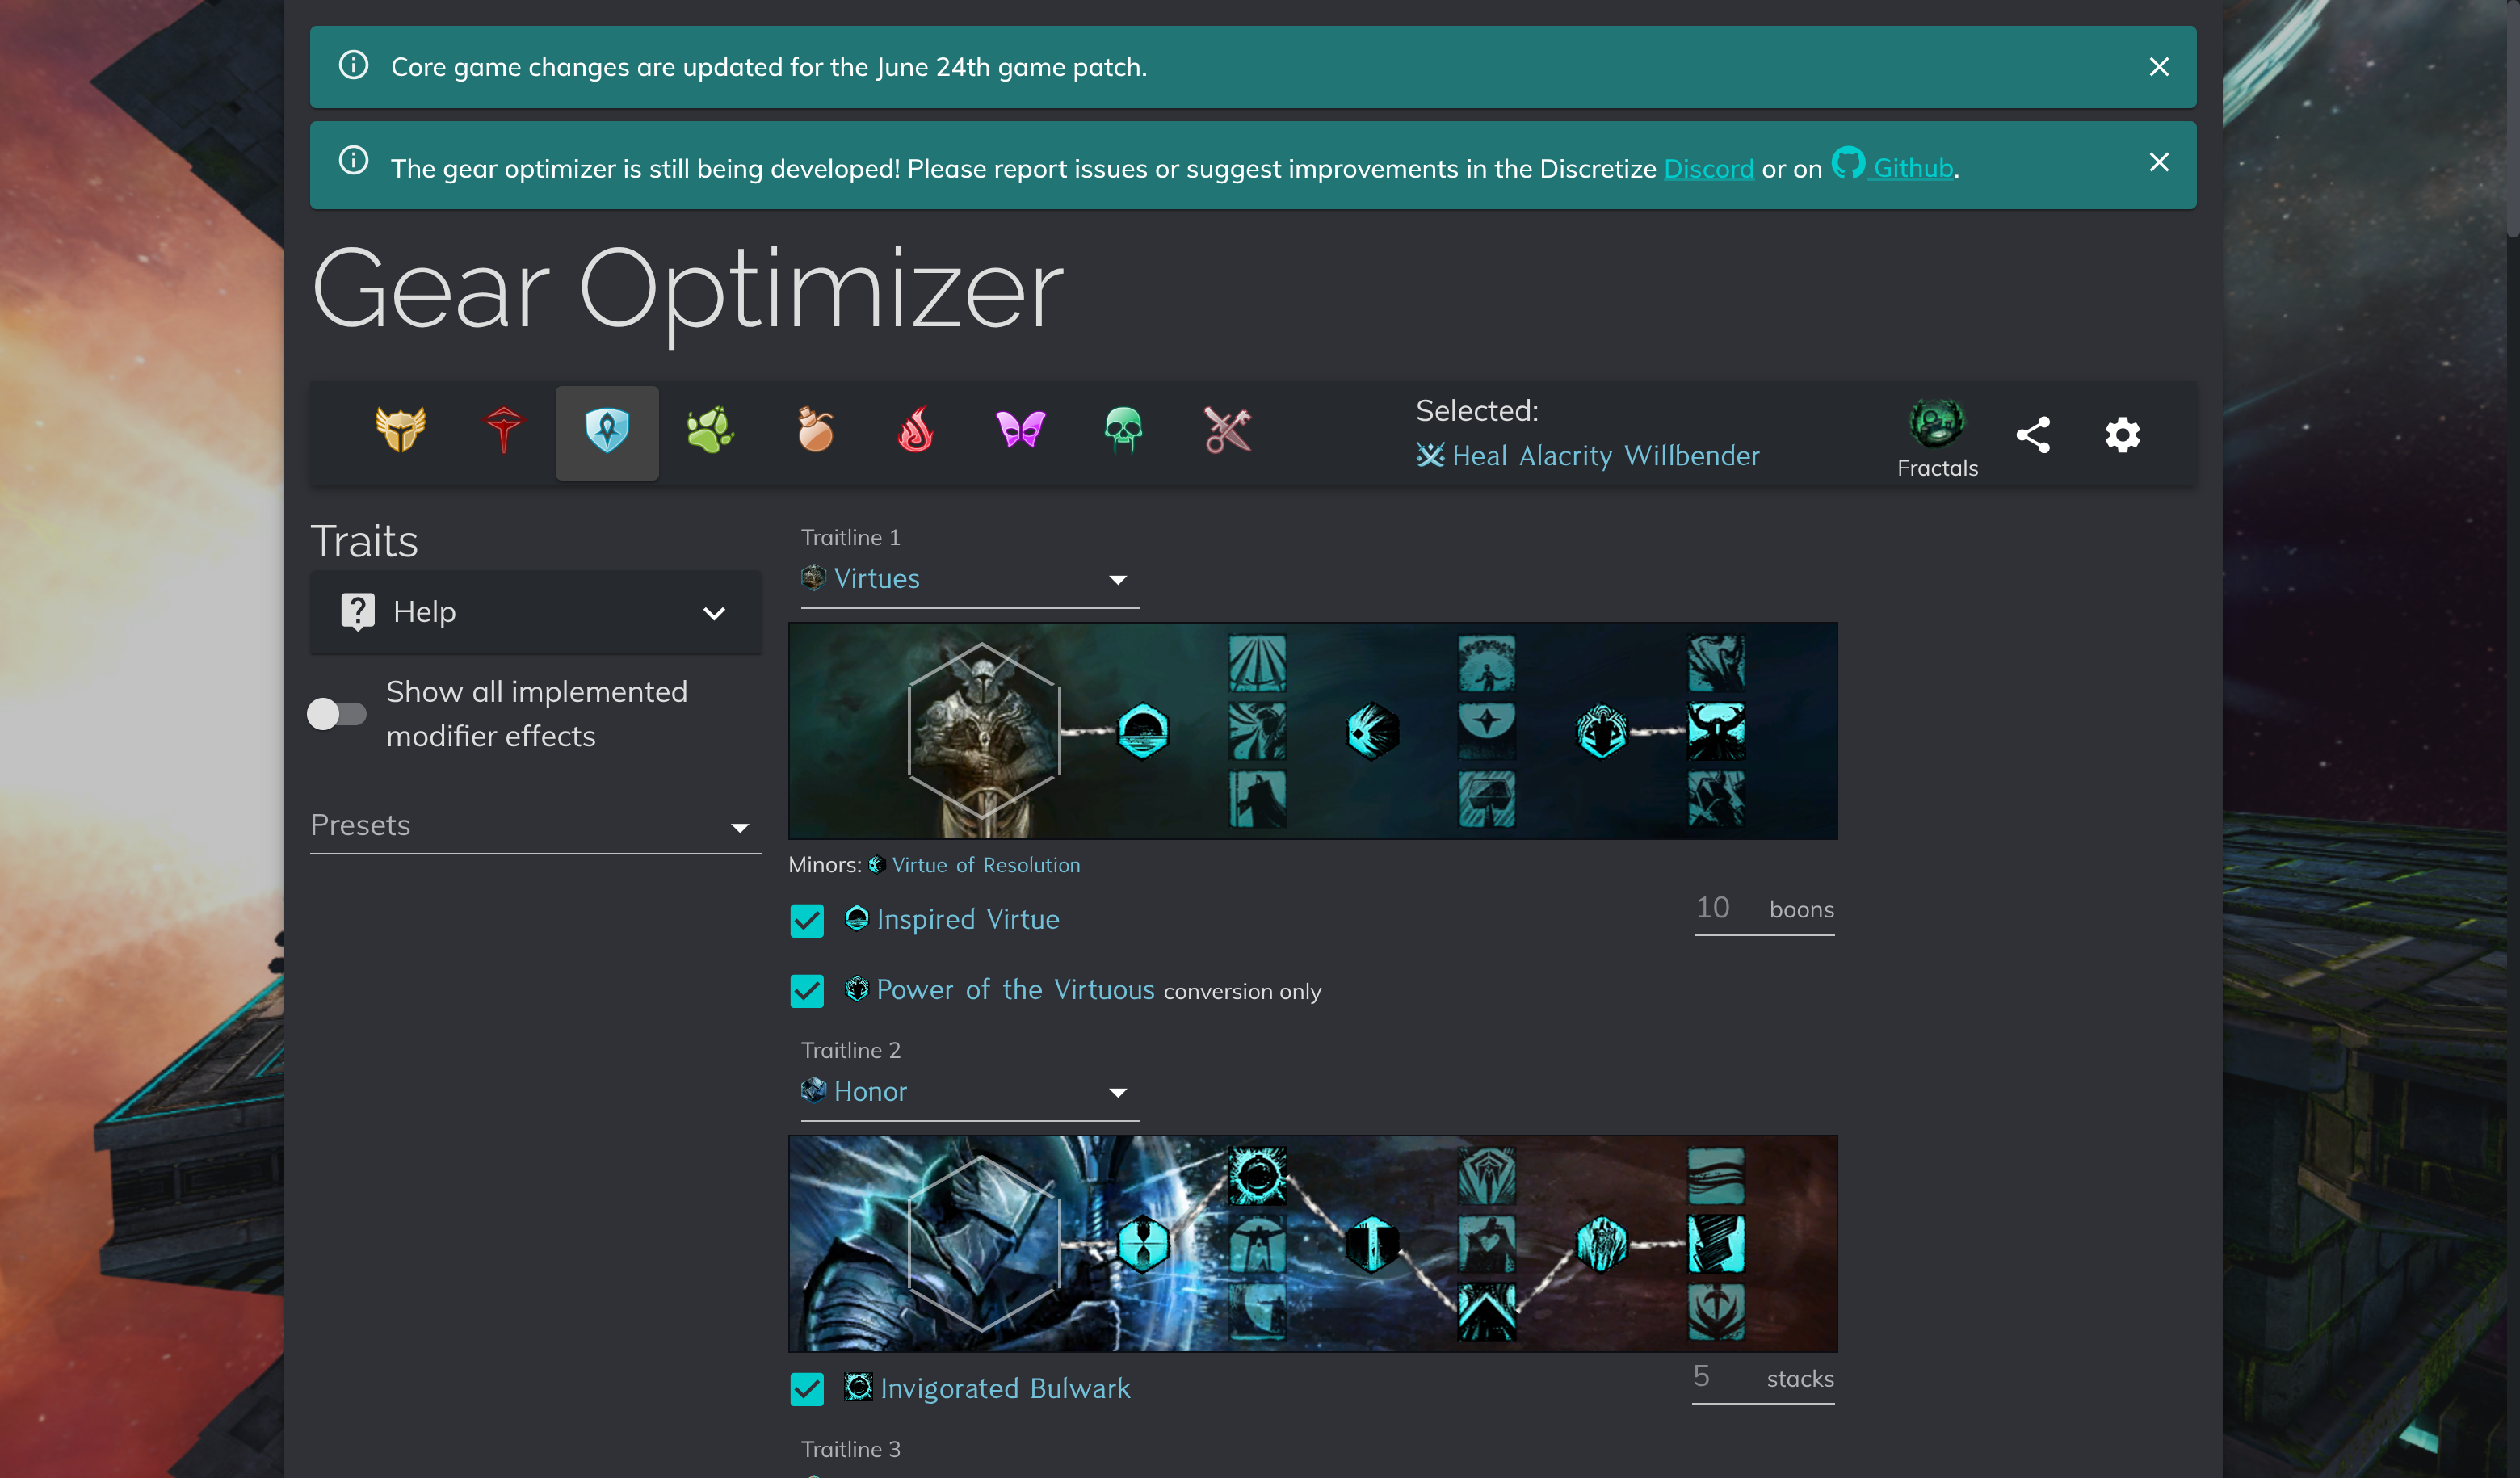 Core game changes are updated for the June 24th game patch.
The gear optimizer is still being developed! Please report issues or suggest improvements in the Discretize Discord or on Github.
Gear Optimizer
Selected:
Heal Alacrity Willbender
Fractals
Traits
Help
Show all implemented
modifier effects
Presets
Traitline 1
Virtues
Minors: Virtue of Resolution
Inspired Virtue
10 boons
Power of the Virtuous conversion only
Traitline 2
Honor
Invigorated Bulwark
5 stacks
Traitline 3